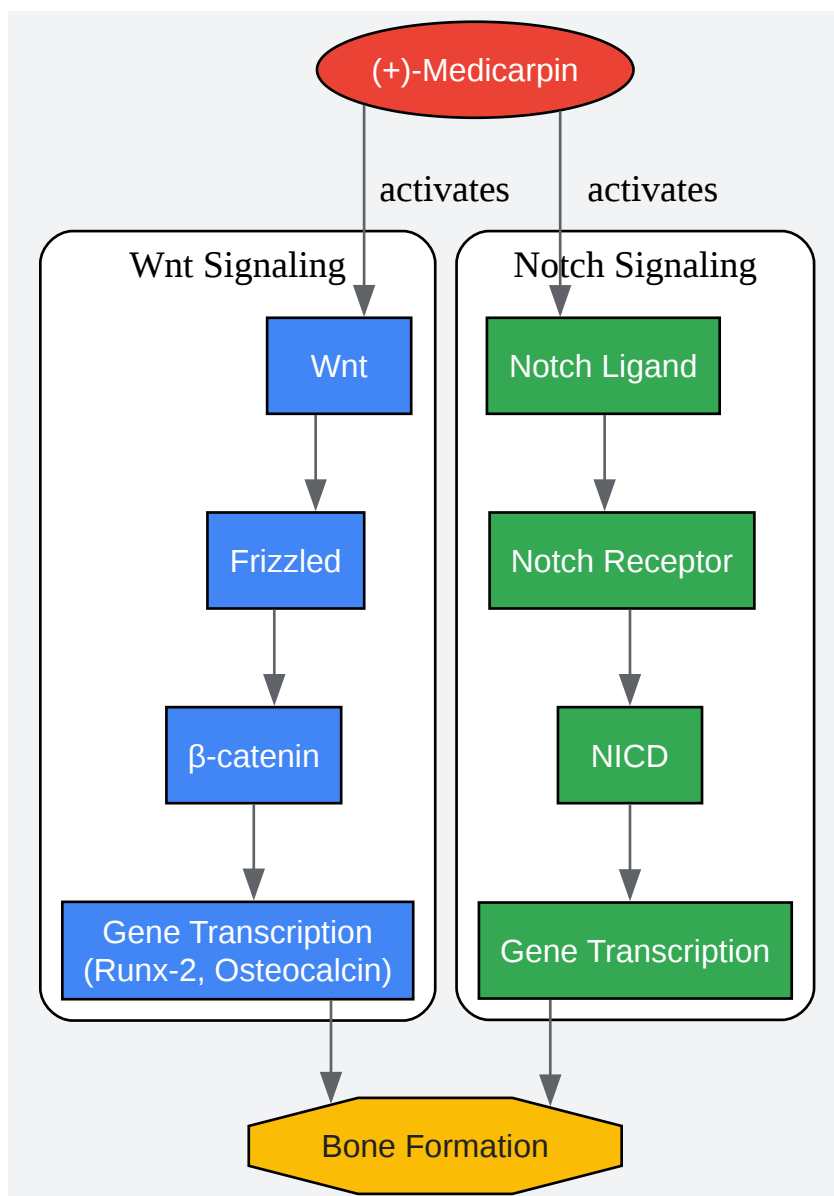 (+)-Medicarpin
activates
activates
Wnt Signaling
Notch Signaling
Wnt
Notch Ligand
Frizzled
Notch Receptor
β-catenin
NICD
Gene Transcription
(Runx-2, Osteocalcin)
Gene Transcription
Bone Formation